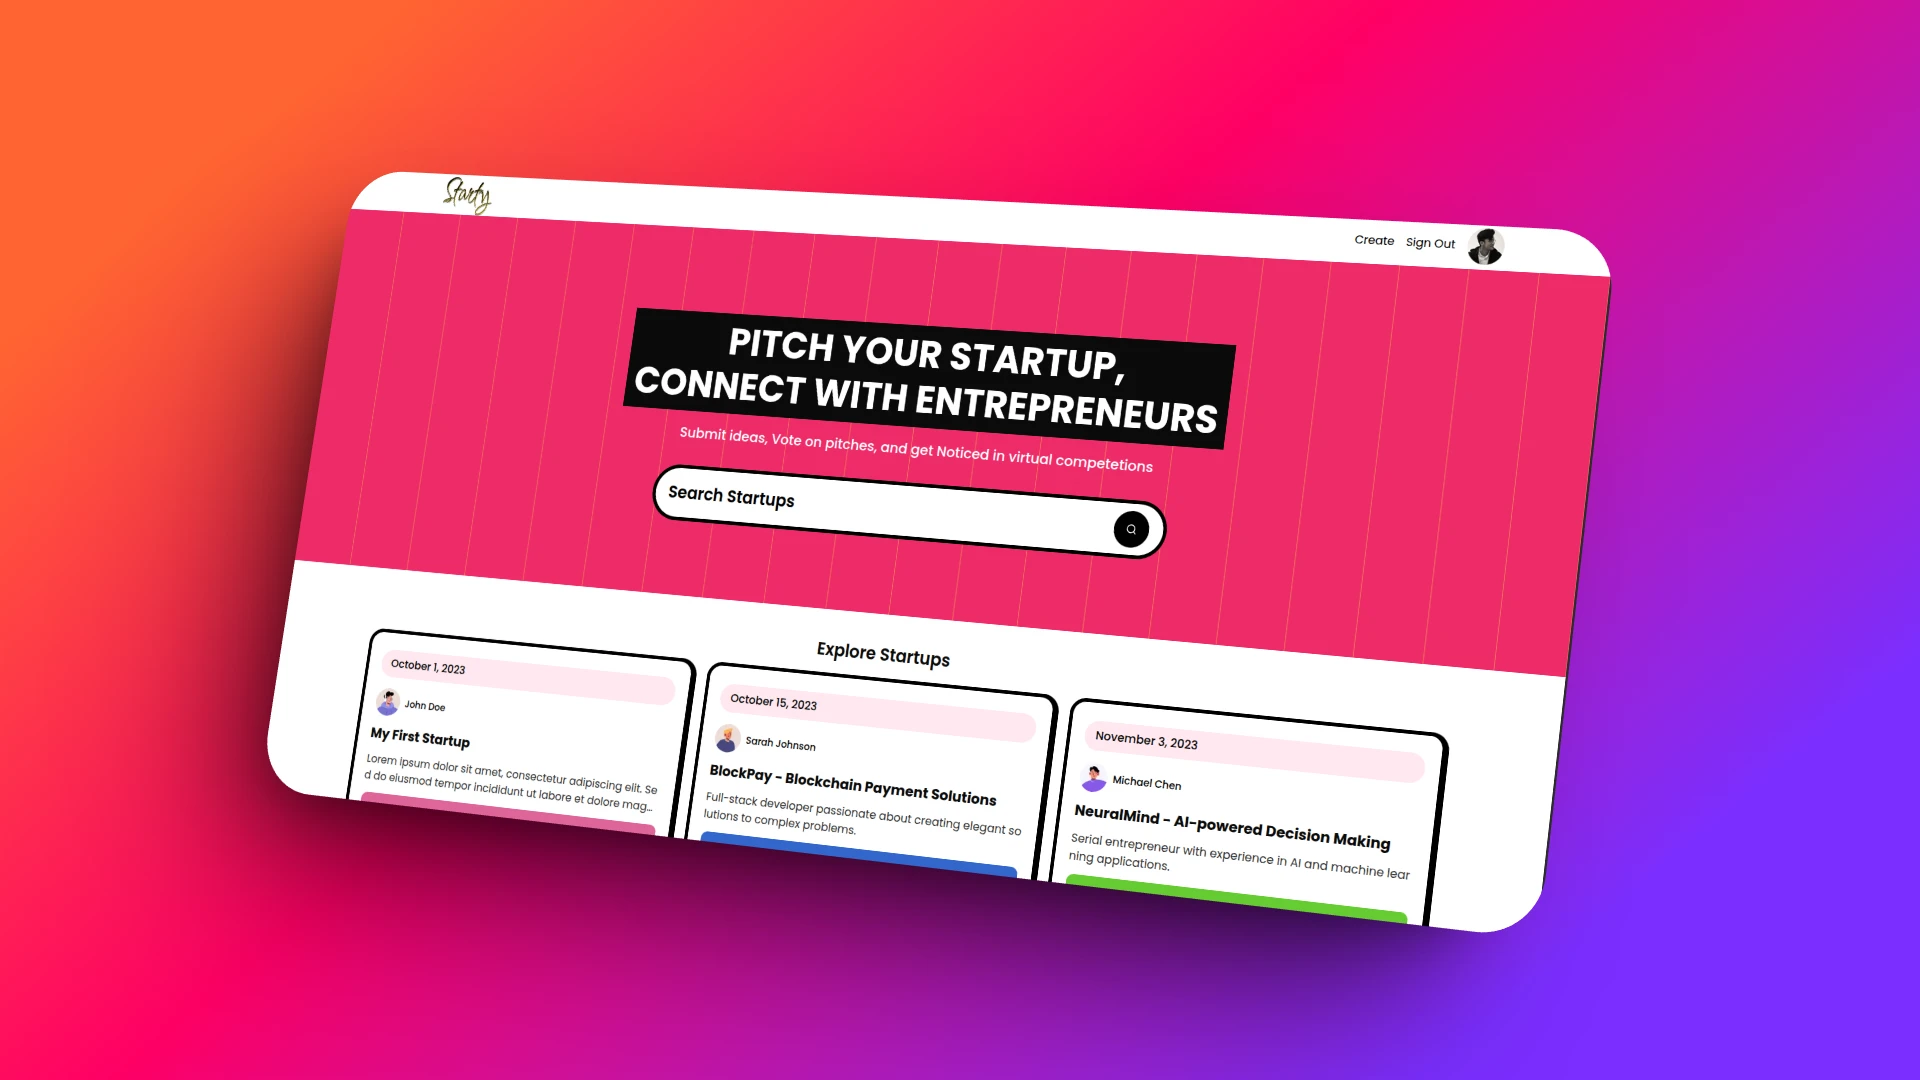 Starty
Create Sign Out
PITCH YOUR STARTUP,
CONNECT WITH ENTREPRENEURS
Submit ideas, Vote on pitches, and get Noticed in virtual competetions
Search Startups
Explore Startups
October 1, 2023
John Doe
My First Startup
Lorem ipsum dolor sit amet, consectetur adipiscing elit. Se
d do eiusmod tempor incididunt ut labore et dolore mag...
October 15, 2023
Sarah Johnson
BlockPay - Blockchain Payment Solutions
Full-stack developer passionate about creating elegant so
lutions to complex problems.
November 3, 2023
Michael Chen
NeuralMind - AI-powered Decision Making
Serial entrepreneur with experience in AI and machine lear
ning applications.